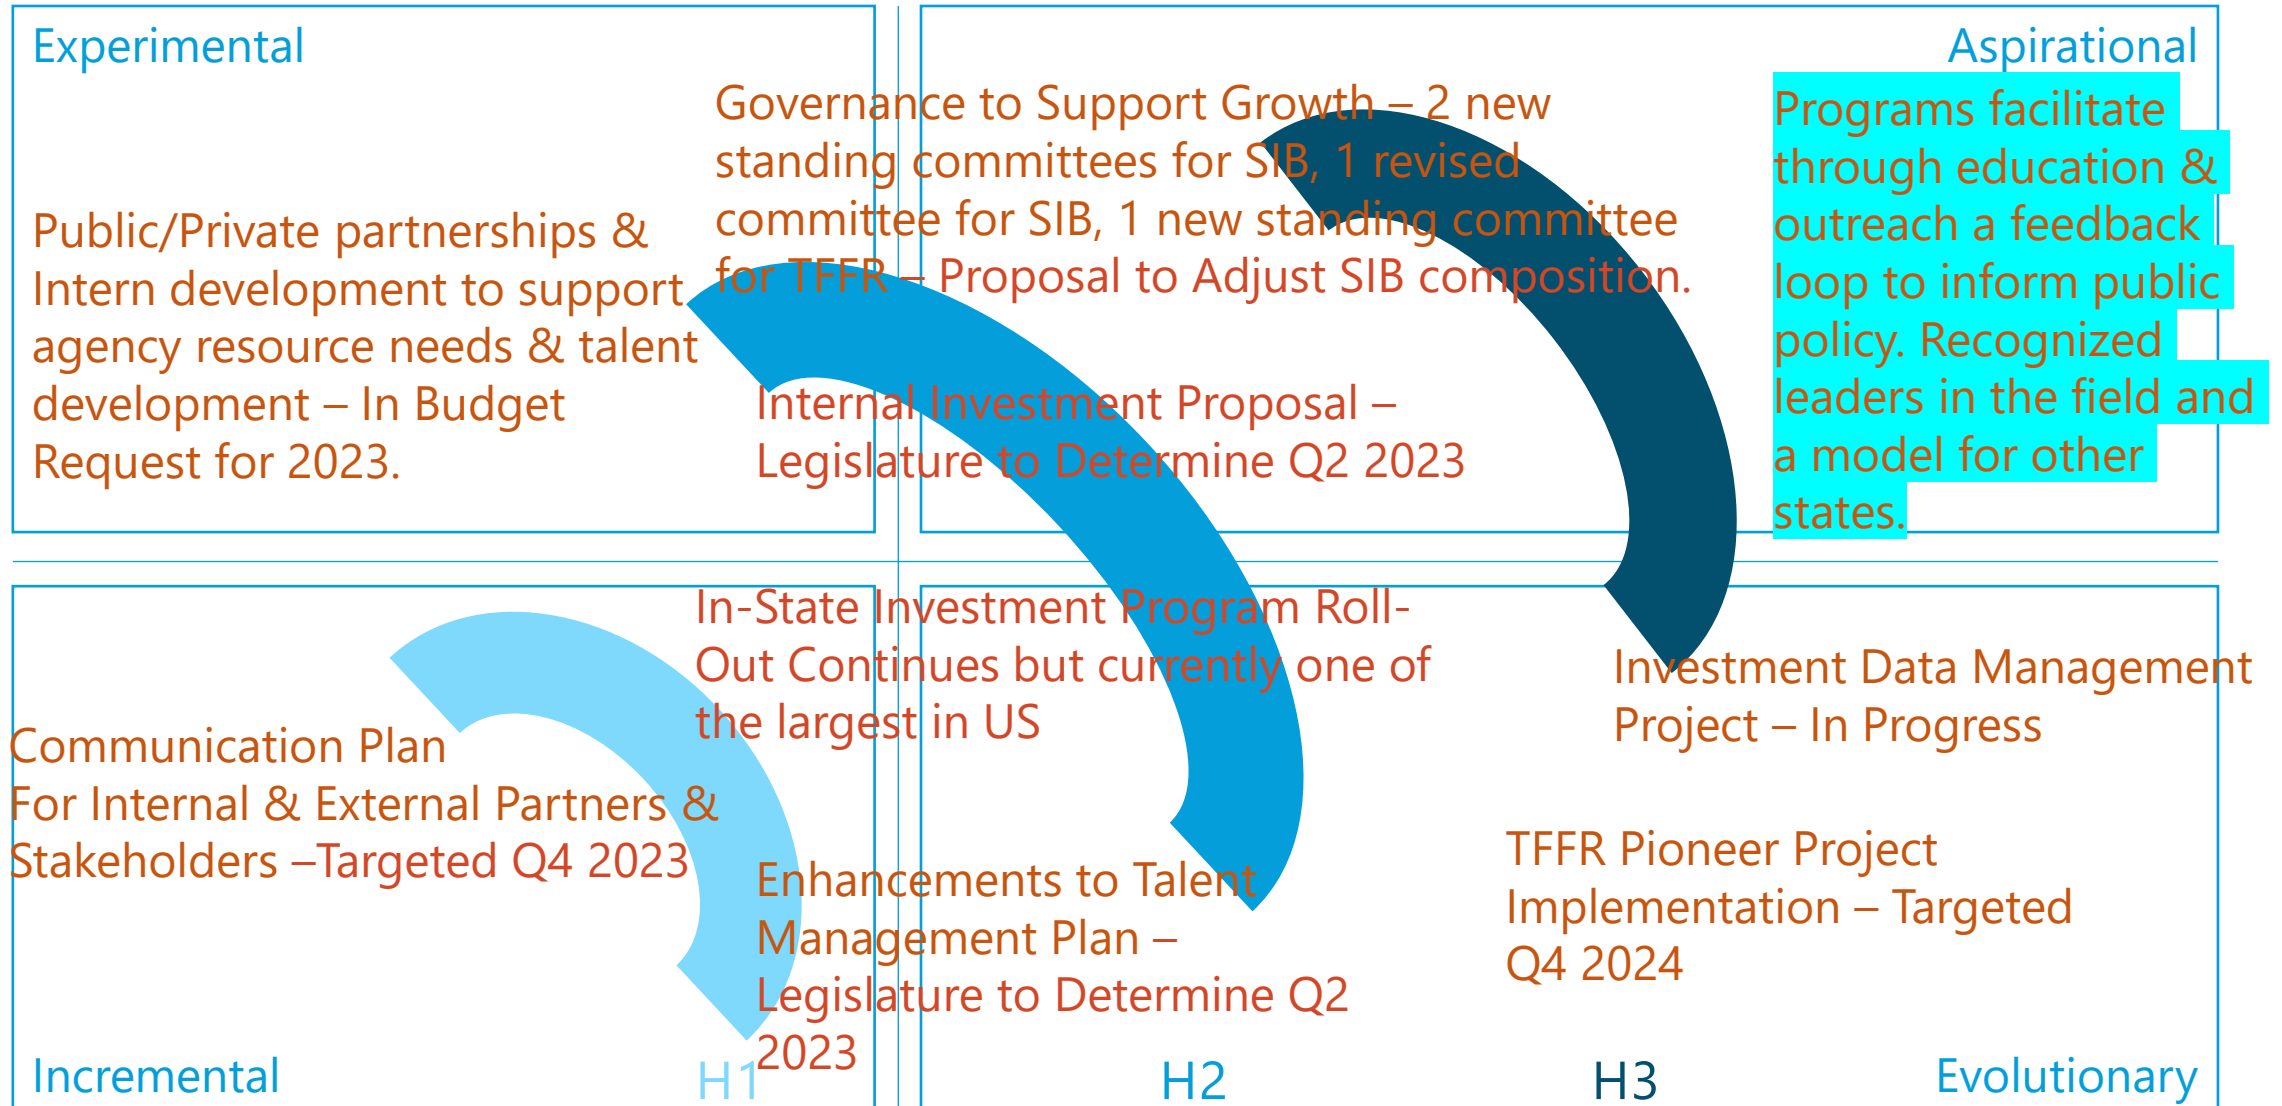 Experimental
Aspirational
Public/Private partnerships &
Intern development to support
agency resource needs & talent
development – In Budget
Request for 2023.
Governance to Support Growth – 2 new
standing committees for SIB, 1 revised
committee for SIB, 1 new standing committee
for TFFR – Proposal to Adjust SIB composition.
Internal Investment Proposal –
Legislature to Determine Q2 2023
Programs facilitate
through education &
outreach a feedback
loop to inform public
policy. Recognized
leaders in the field and
a model for other
states.
Communication Plan
For Internal & External Partners &
Stakeholders –Targeted Q4 2023
In-State Investment Program Roll-
Out Continues but currently one of
the largest in US
Enhancements to Talent
Management Plan –
Legislature to Determine Q2
2023
Investment Data Management
Project – In Progress
TFFR Pioneer Project
Implementation – Targeted
Q4 2024
Incremental
H1
H2
H3
Evolutionary